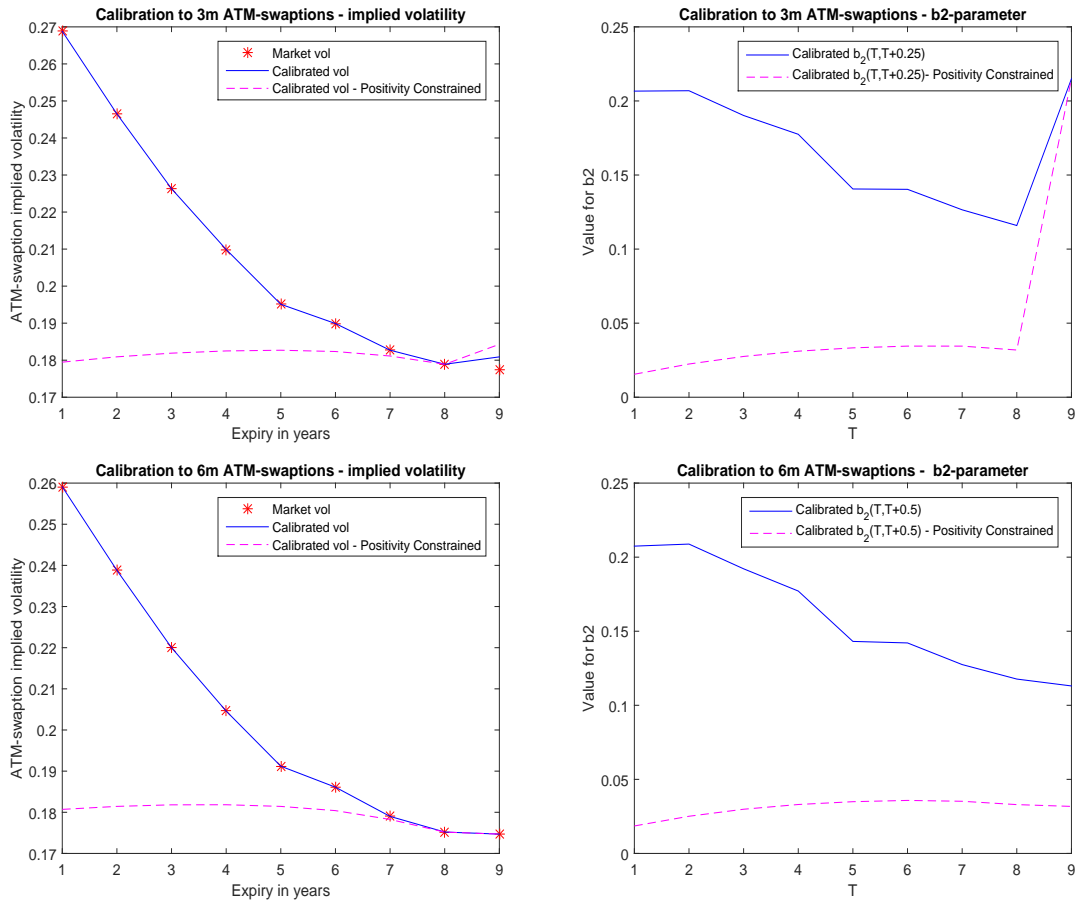 Calibration to 3m ATM-swaptions - implied volatility
ATM-swaption implied volatility
0.27
0.26
0.25
0.24
0.23
0.22
0.21
0.2
0.19
0.18
0.17
Market vol
Calibrated vol
Calibrated vol - Positivity Constrained
1 2 3 4 5 6 7 8 9
Expiry in years
Calibration to 3m ATM-swaptions - b2-parameter
Value for b2
0.25
0.2
0.15
0.1
0.05
0
Calibrated b2(T,T+0.25)
Calibrated b2(T,T+0.25)- Positivity Constrained
1 2 3 4 5 6 7 8 9
T
Calibration to 6m ATM-swaptions - implied volatility
ATM-swaption implied volatility
0.26
0.25
0.24
0.23
0.22
0.21
0.2
0.19
0.18
0.17
Market vol
Calibrated vol
Calibrated vol - Positivity Constrained
1 2 3 4 5 6 7 8 9
Expiry in years
Calibration to 6m ATM-swaptions - b2-parameter
Value for b2
0.25
0.2
0.15
0.1
0.05
0
Calibrated b2(T,T+0.5)
Calibrated b2(T,T+0.5) - Positivity Constrained
1 2 3 4 5 6 7 8 9
T